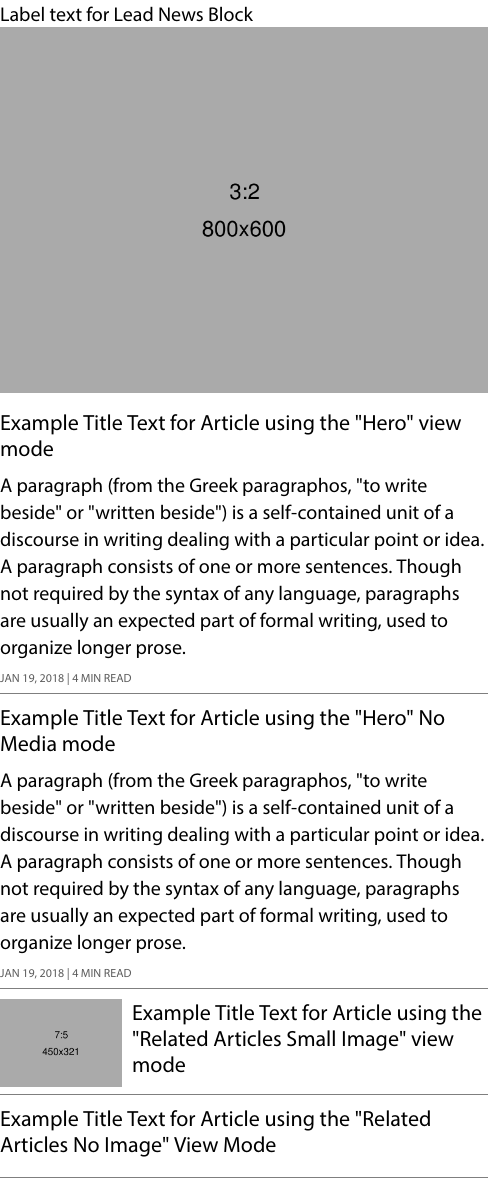 Label text for Lead News Block
3:2
800x600
Example Title Text for Article using the "Hero" view
mode
A paragraph (from the Greek paragraphos, "to write
beside" or "written beside") is a self-contained unit of a
discourse in writing dealing with a particular point or idea.
A paragraph consists of one or more sentences. Though
not required by the syntax of any language, paragraphs
are usually an expected part of formal writing, used to
organize longer prose.
JAN 19, 2018 | 4 MIN READ
Example Title Text for Article using the "Hero" No
Media mode
A paragraph (from the Greek paragraphos, "to write
beside" or "written beside") is a self-contained unit of a
discourse in writing dealing with a particular point or idea.
A paragraph consists of one or more sentences. Though
not required by the syntax of any language, paragraphs
are usually an expected part of formal writing, used to
organize longer prose.
JAN 19, 2018 | 4 MIN READ
7:5
450x321
Example Title Text for Article using the
"Related Articles Small Image" view
mode
Example Title Text for Article using the "Related
Articles No Image" View Mode